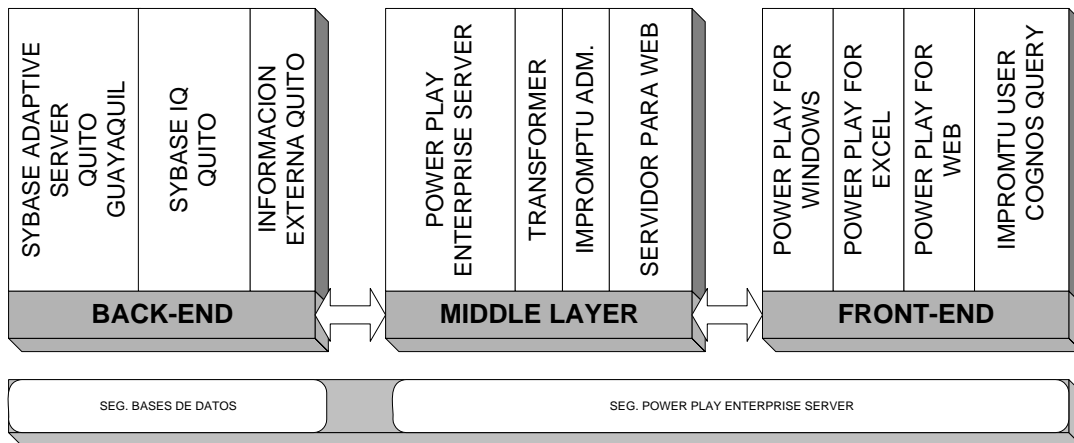 SYBASE ADAPTIVE
SERVER
QUITO
GUAYAQUIL
SYBASE IQ
QUITO
INFORMACION
EXTERNA QUITO
BACK-END
POWER PLAY
ENTERPRISE SERVER
TRANSFORMER
IMPROMPTU ADM.
SERVIDOR PARA WEB
MIDDLE LAYER
POWER PLAY FOR
WINDOWS
POWER PLAY FOR
EXCEL
POWER PLAY FOR
WEB
IMPROMTU USER
COGNOS QUERY
FRONT-END
SEG. BASES DE DATOS
SEG. POWER PLAY ENTERPRISE SERVER